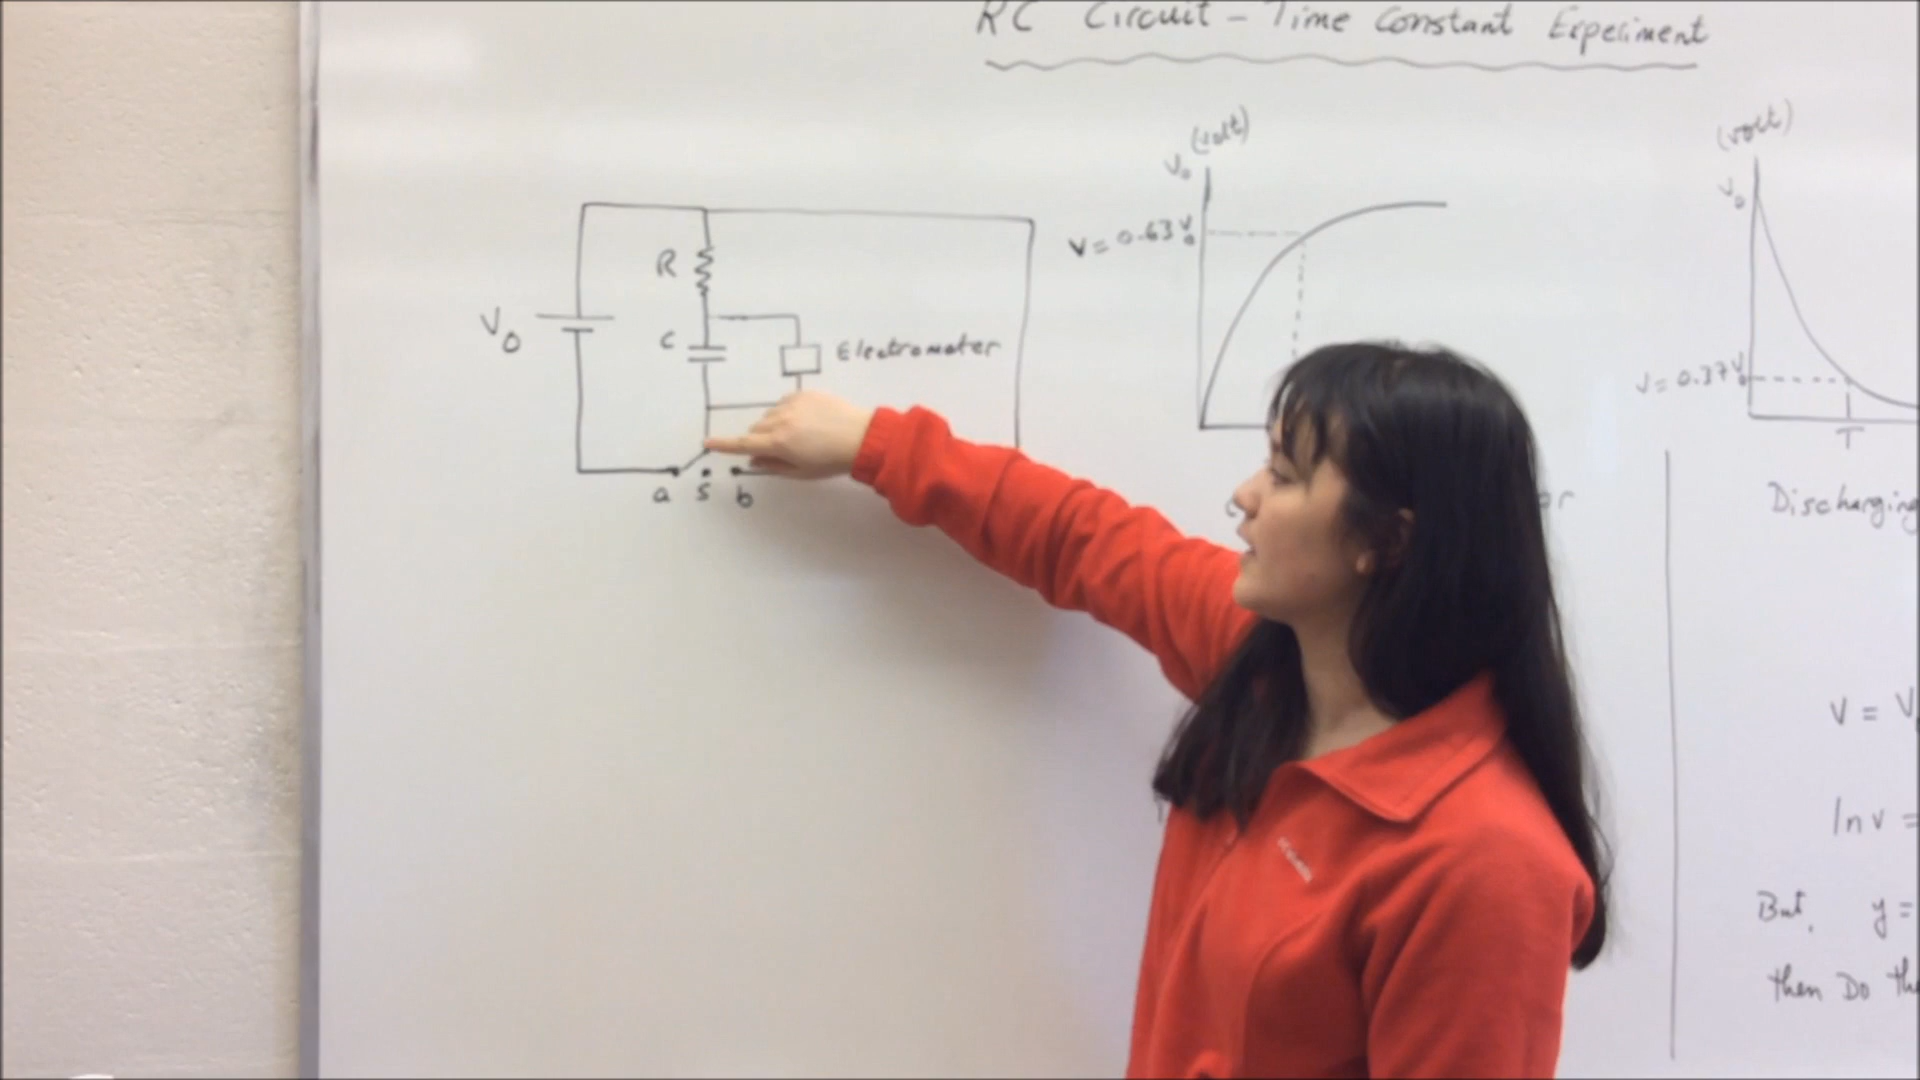 RC Circuit - Time Constant Experiment
(volt)
V₀
V = 0.63 V₀
(volt)
V₀
V = 0.37 V₀
T
R
C
V₀
Electrometer
a s b
Discharging
V = V
ln v =
But, y =
then Do th